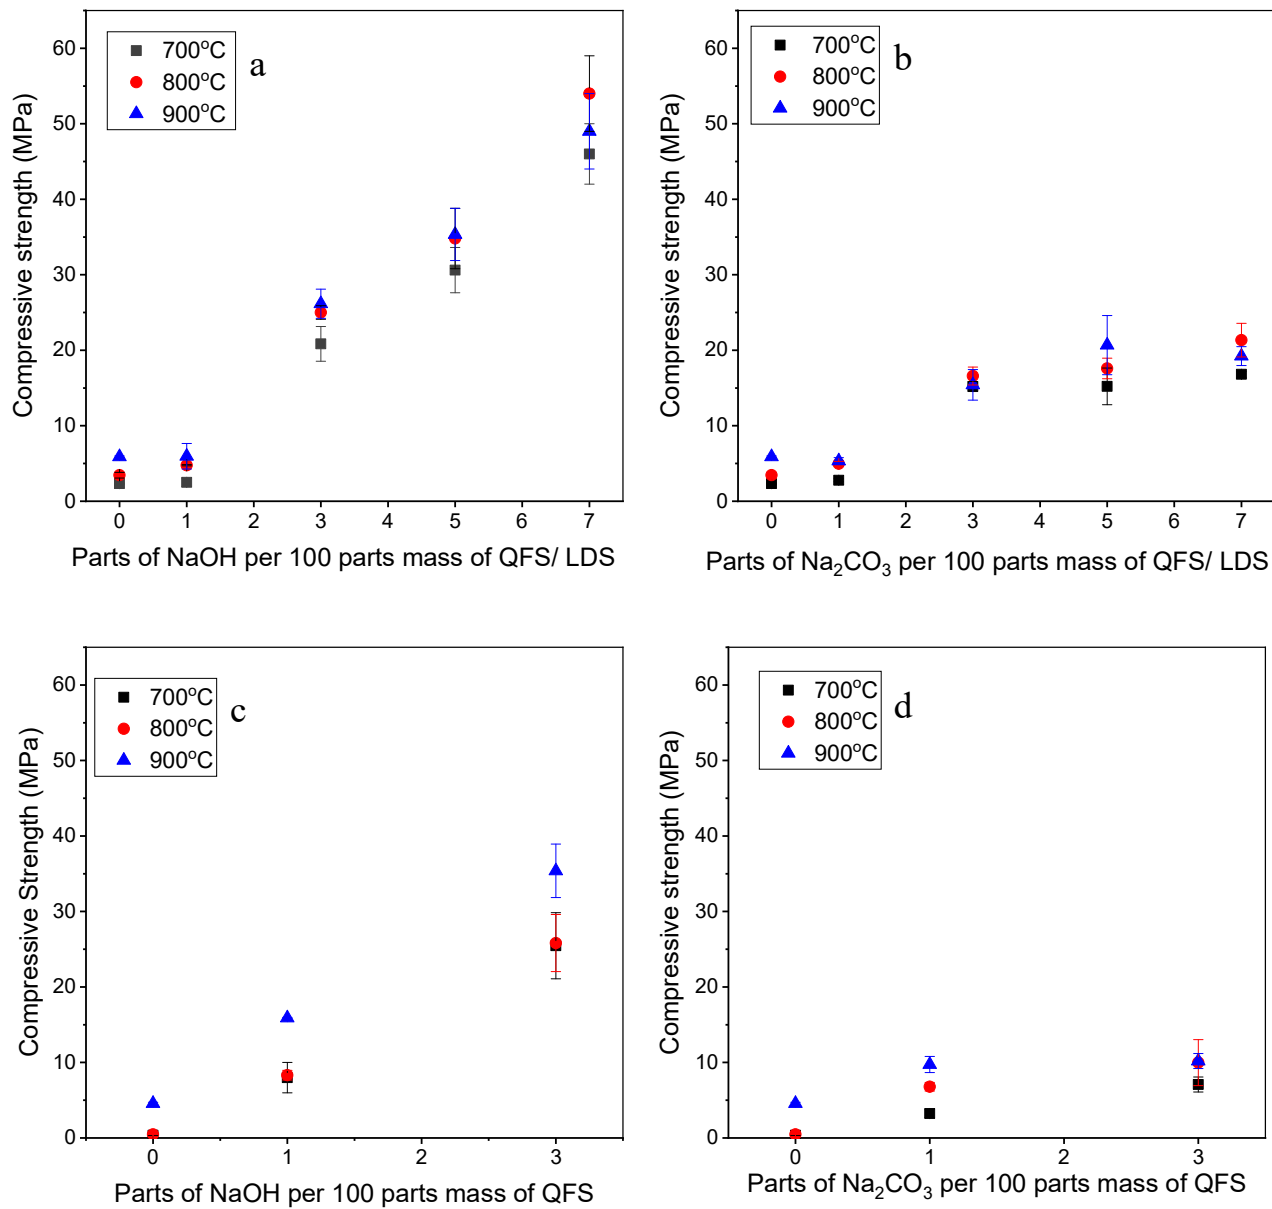 Compressive strength (MPa)
60
50
40
30
20
10
0
700°C
800°C
900°C
a
0 1 2 3 4 5 6 7
Parts of NaOH per 100 parts mass of QFS/ LDS
Compressive strength (MPa)
60
50
40
30
20
10
0
700°C
800°C
900°C
b
0 1 2 3 4 5 6 7
Parts of Na₂CO₃ per 100 parts mass of QFS/ LDS
Compressive Strength (MPa)
60
50
40
30
20
10
0
700°C
800°C
900°C
c
0 1 2 3
Parts of NaOH per 100 parts mass of QFS
Compressive strength (MPa)
60
50
40
30
20
10
0
700°C
800°C
900°C
d
0 1 2 3
Parts of Na₂CO₃ per 100 parts mass of QFS